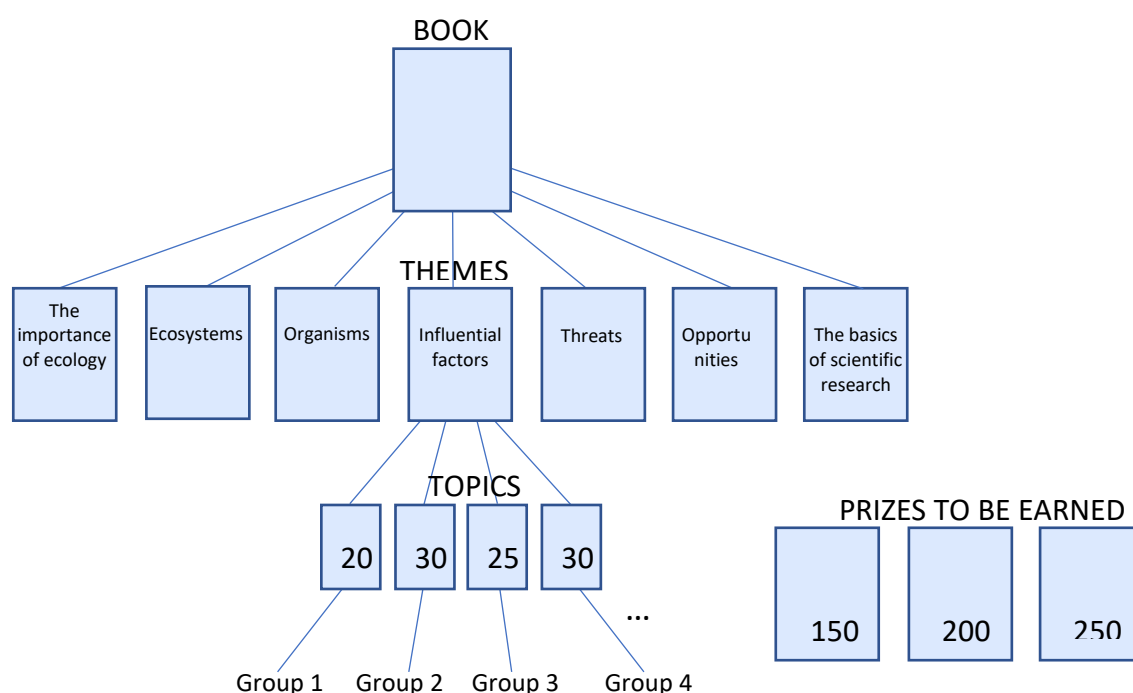 BOOK
THEMES
The
importance
of ecology
Ecosystems
Organisms
Influential
factors
Threats
Opportu
nities
The basics
of scientific
research
TOPICS
20
30
25
30
...
Group 1
Group 2
Group 3
Group 4
PRIZES TO BE EARNED
150
200
250